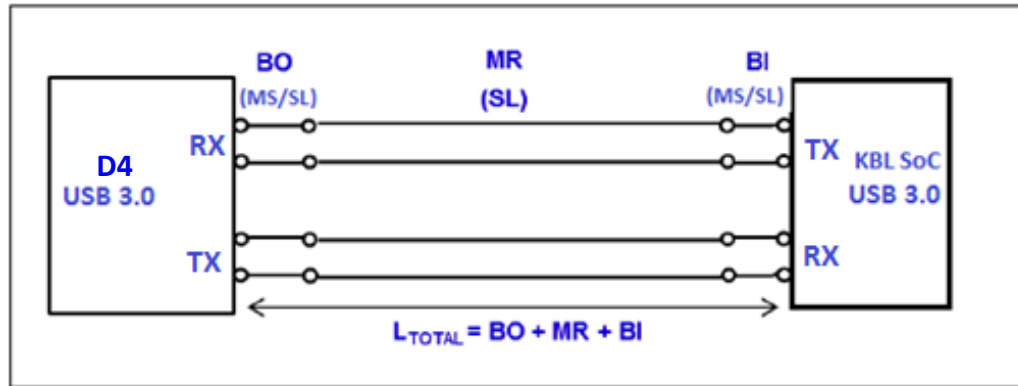 BO MR BI
(MS/SL) (SL) (MS/SL)
RX TX
D4 KBL SoC
USB 3.0 USB 3.0
TX RX
L_TOTAL = BO + MR + BI